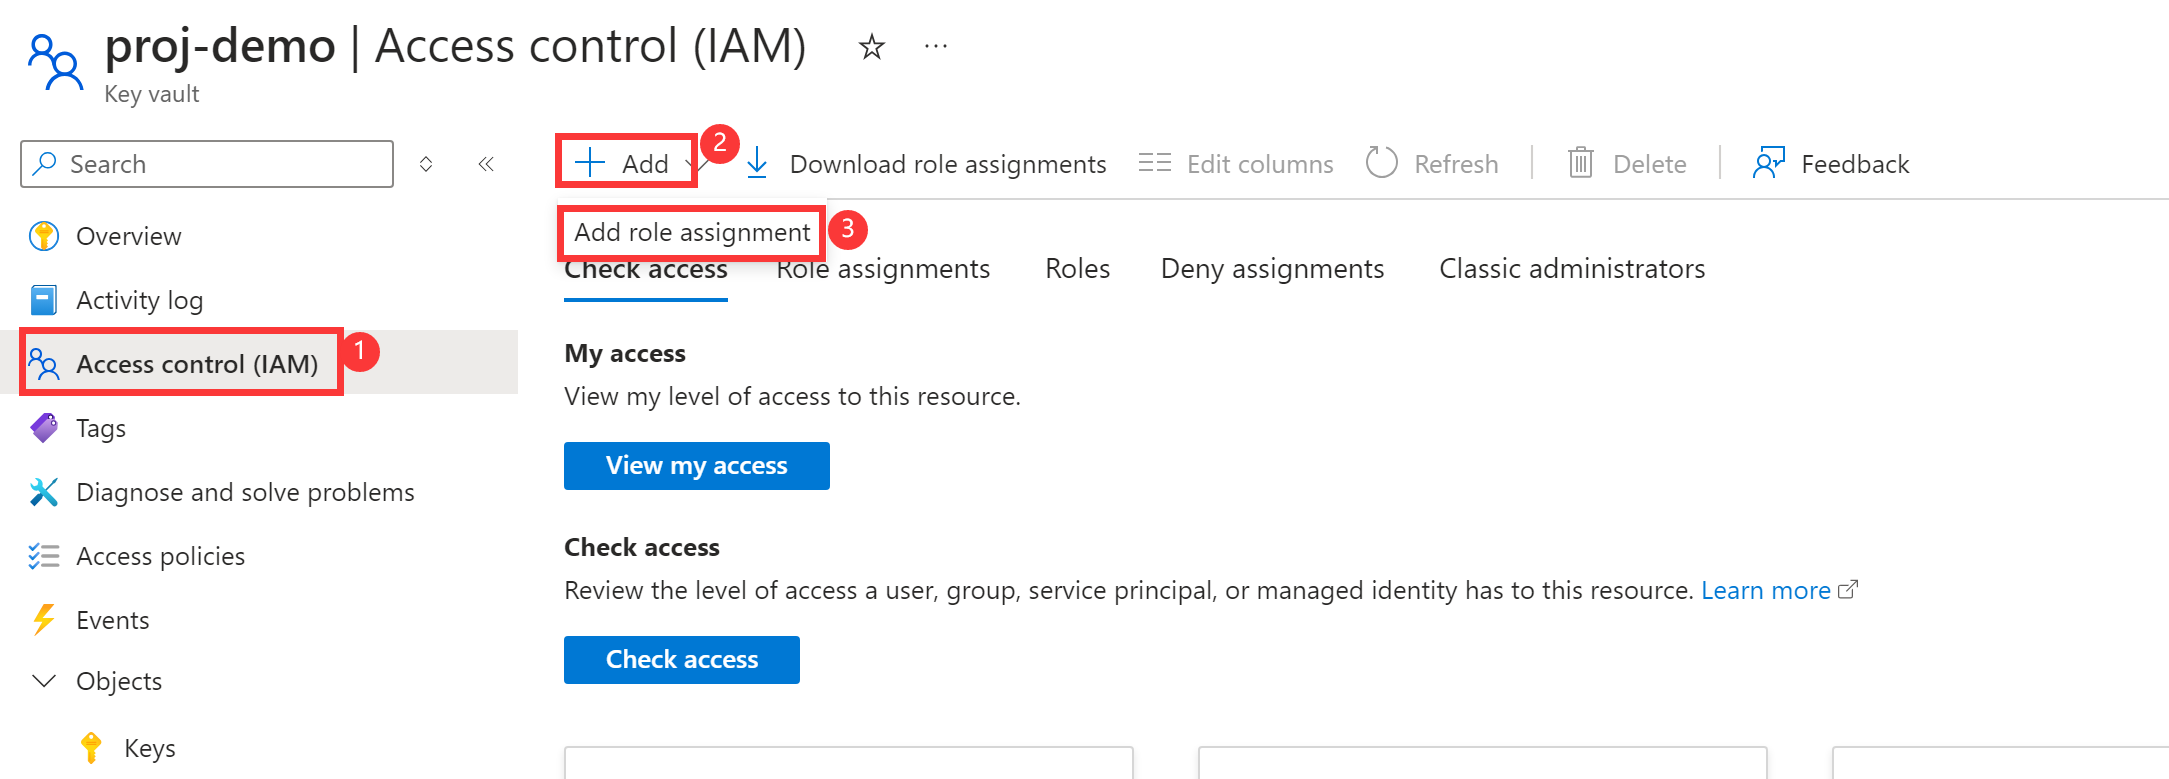 proj-demo | Access control (IAM)
Key vault
Search
Add
2
Download role assignments
Edit columns
Refresh
Delete
Feedback
Add role assignment
3
Overview
Activity log
Access control (IAM)
1
Tags
Diagnose and solve problems
Access policies
Events
Objects
Keys
Check access
Role assignments
Roles
Deny assignments
Classic administrators
My access
View my level of access to this resource.
View my access
Check access
Review the level of access a user, group, service principal, or managed identity has to this resource. Learn more
Check access